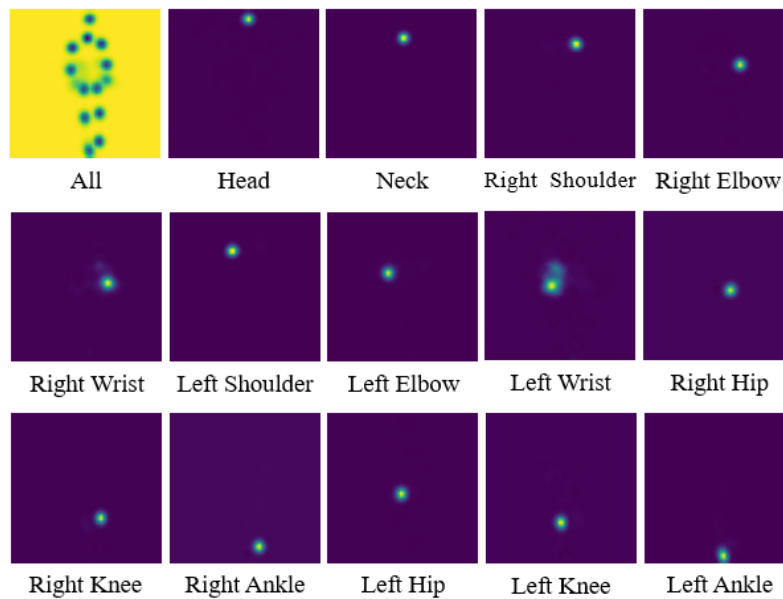 All Head Neck Right Shoulder Right Elbow
Right Wrist Left Shoulder Left Elbow Left Wrist Right Hip
Right Knee Right Ankle Left Hip Left Knee Left Ankle